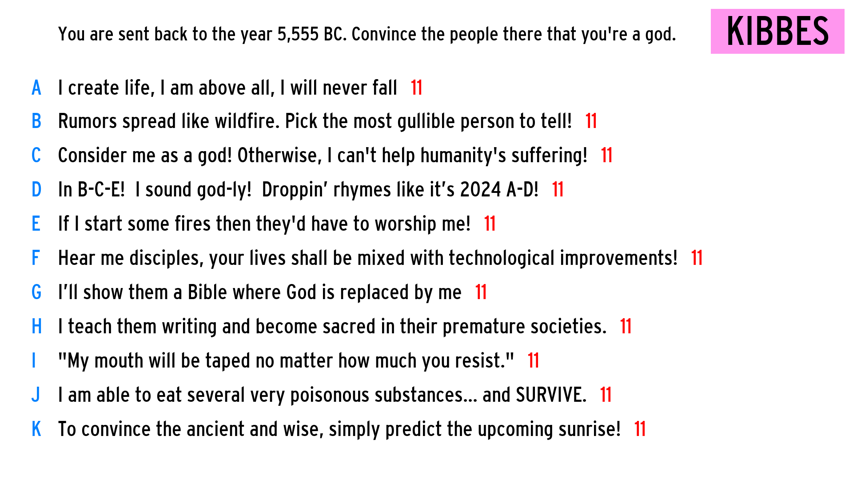 You are sent back to the year 5,555 BC. Convince the people there that you're a god.
KIBBES
A I create life, I am above all, I will never fall 11
B Rumors spread like wildfire. Pick the most gullible person to tell! 11
C Consider me as a god! Otherwise, I can't help humanity's suffering! 11
D In B-C-E! I sound god-ly! Droppin’ rhymes like it’s 2024 A-D! 11
E If I start some fires then they'd have to worship me! 11
F Hear me disciples, your lives shall be mixed with technological improvements! 11
G I’ll show them a Bible where God is replaced by me 11
H I teach them writing and become sacred in their premature societies. 11
I "My mouth will be taped no matter how much you resist." 11
J I am able to eat several very poisonous substances... and SURVIVE. 11
K To convince the ancient and wise, simply predict the upcoming sunrise! 11